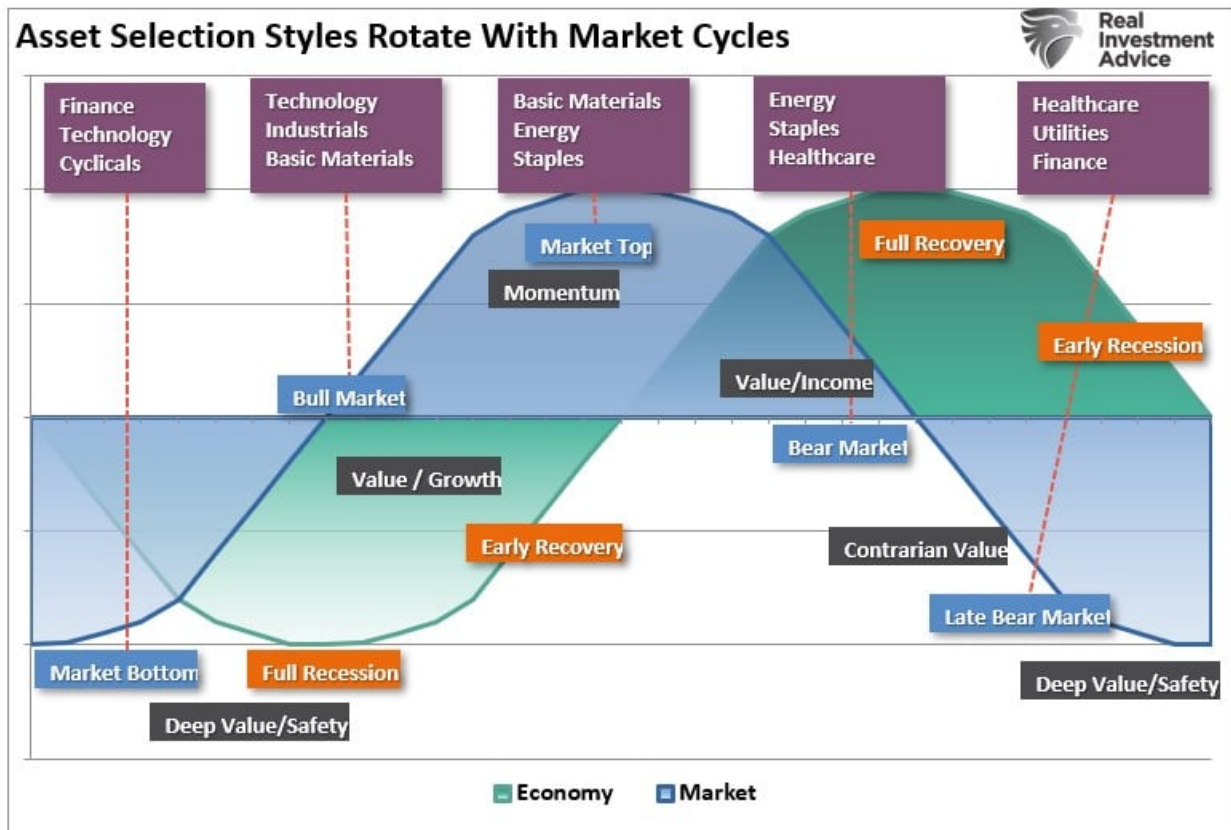 Asset Selection Styles Rotate With Market Cycles
Real
Investment
Advice
Finance
Technology
Cyclicals
Technology
Industrials
Basic Materials
Basic Materials
Energy
Staples
Energy
Staples
Healthcare
Healthcare
Utilities
Finance
Market Top
Full Recovery
Momentum
Early Recession
Value/Income
Bull Market
Bear Market
Value / Growth
Early Recovery
Contrarian Value
Late Bear Market
Market Bottom
Full Recession
Deep Value/Safety
Deep Value/Safety
Economy
Market